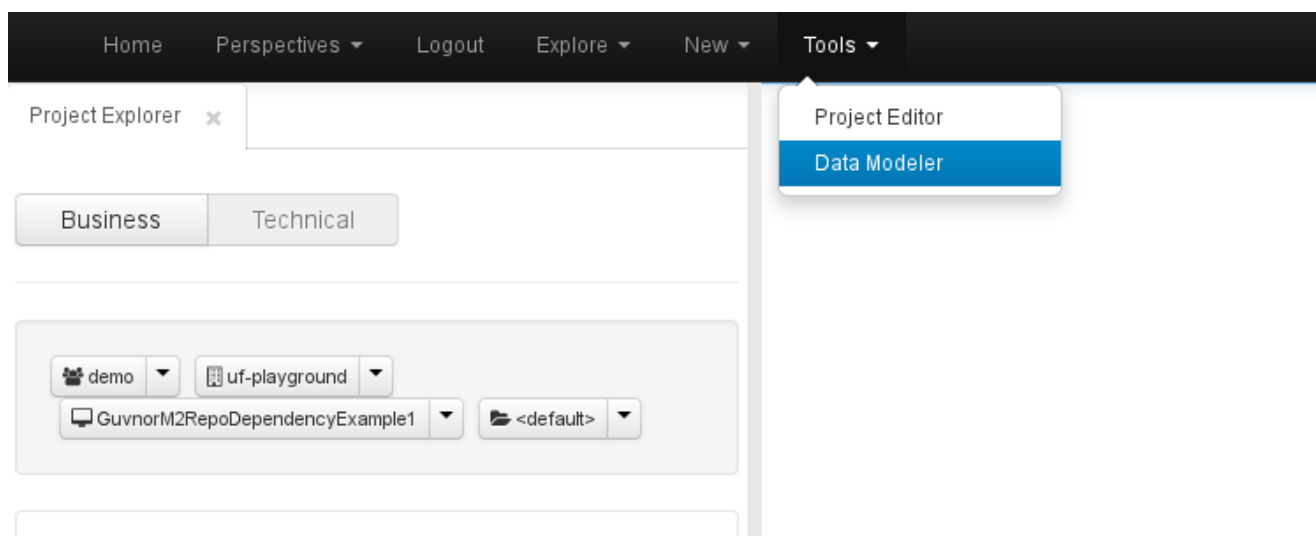 Home Perspectives Logout Explore New Tools
Project Explorer
Project Editor
Data Modeler
Business Technical
demo uf-playground
GuvnorM2RepoDependencyExample1 <default>